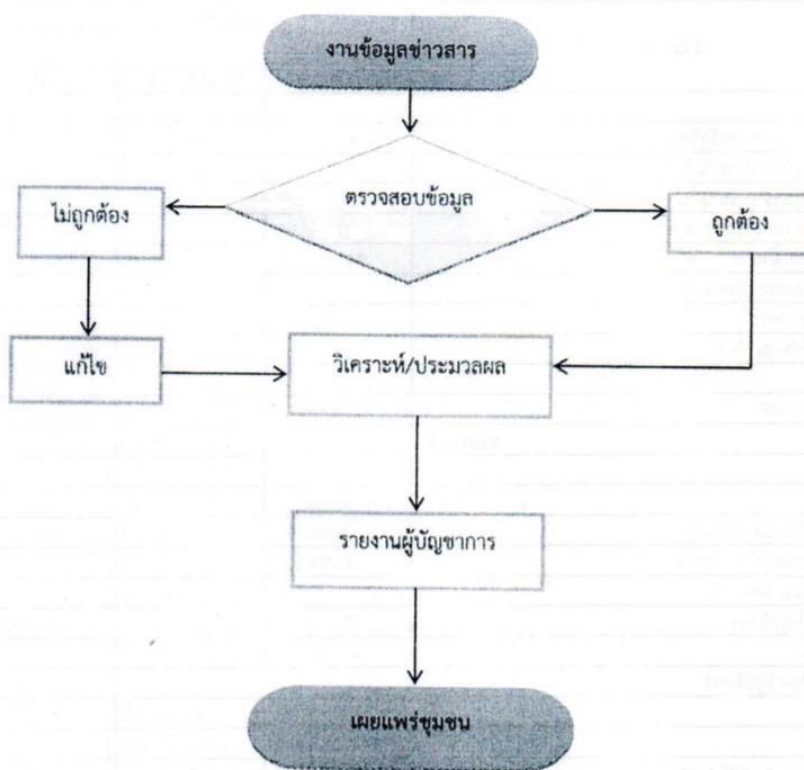 งานข้อมูลข่าวสาร
ตรวจสอบข้อมูล
ไม่ถูกต้อง
ถูกต้อง
แก้ไข
วิเคราะห์/ประมวลผล
รายงานผู้บัญชาการ
เผยแพร่ชุมชน